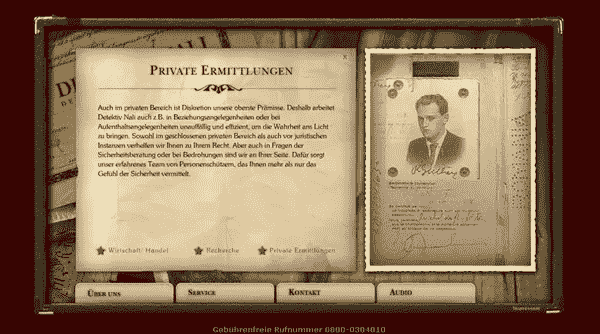 x
PRIVATE ERMITTLUNGEN
Auch im privaten Bereich ist Diskretion unsere oberste Prämisse. Deshalb arbeitet
Detektiv Nali auch z.B. in Beziehungsangelegenheiten oder bei
Aufenthaltsangelegenheiten unauffällig und effizient, um die Wahrheit ans Licht
zu bringen. Sowohl im geschlossenen privaten Bereich als auch vor juristischen
Instanzen verhelfen wir Ihnen zu Ihrem Recht. Aber auch in Fragen der
Sicherheitsberatung oder bei Bedrohungen sind wir an Ihrer Seite. Dafür sorgt
unser erfahrenes Team von Personenschützern, das Ihnen mehr als nur das
Gefühl der Sicherheit vermittelt.
Wirtschaft/Handel
Recherche
Private Ermittlungen
ÜBER UNS
SERVICE
KONTAKT
AUDIO
Impressum
Gebührenfreie Rufnummer 0800-0304010